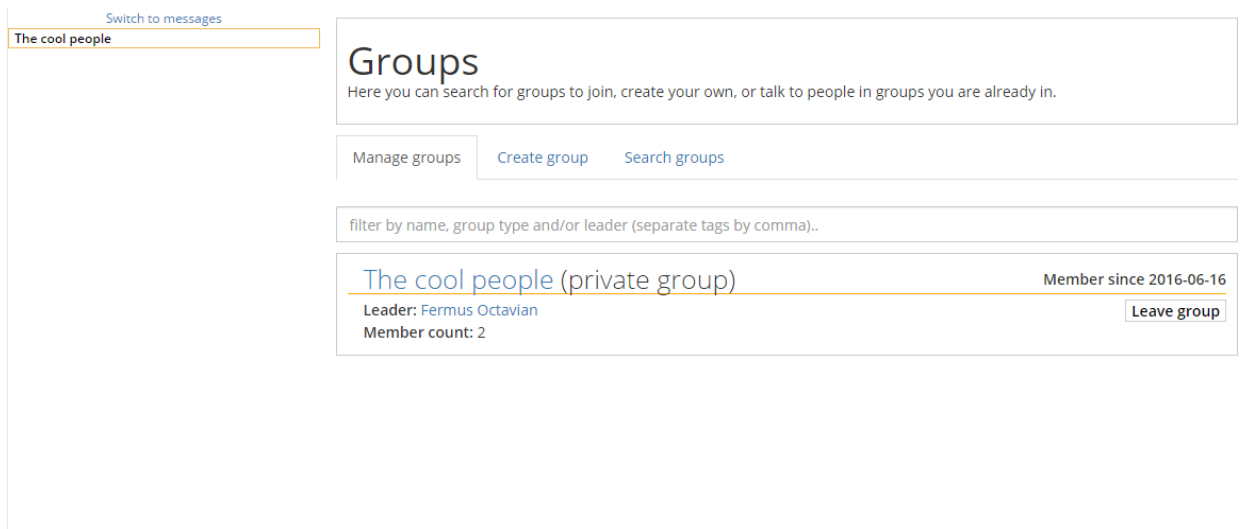 Switch to messages
The cool people
Groups
Here you can search for groups to join, create your own, or talk to people in groups you are already in.
Manage groups Create group Search groups
filter by name, group type and/or leader (separate tags by comma)..
The cool people (private group) Member since 2016-06-16
Leader: Fermus Octavian Leave group
Member count: 2